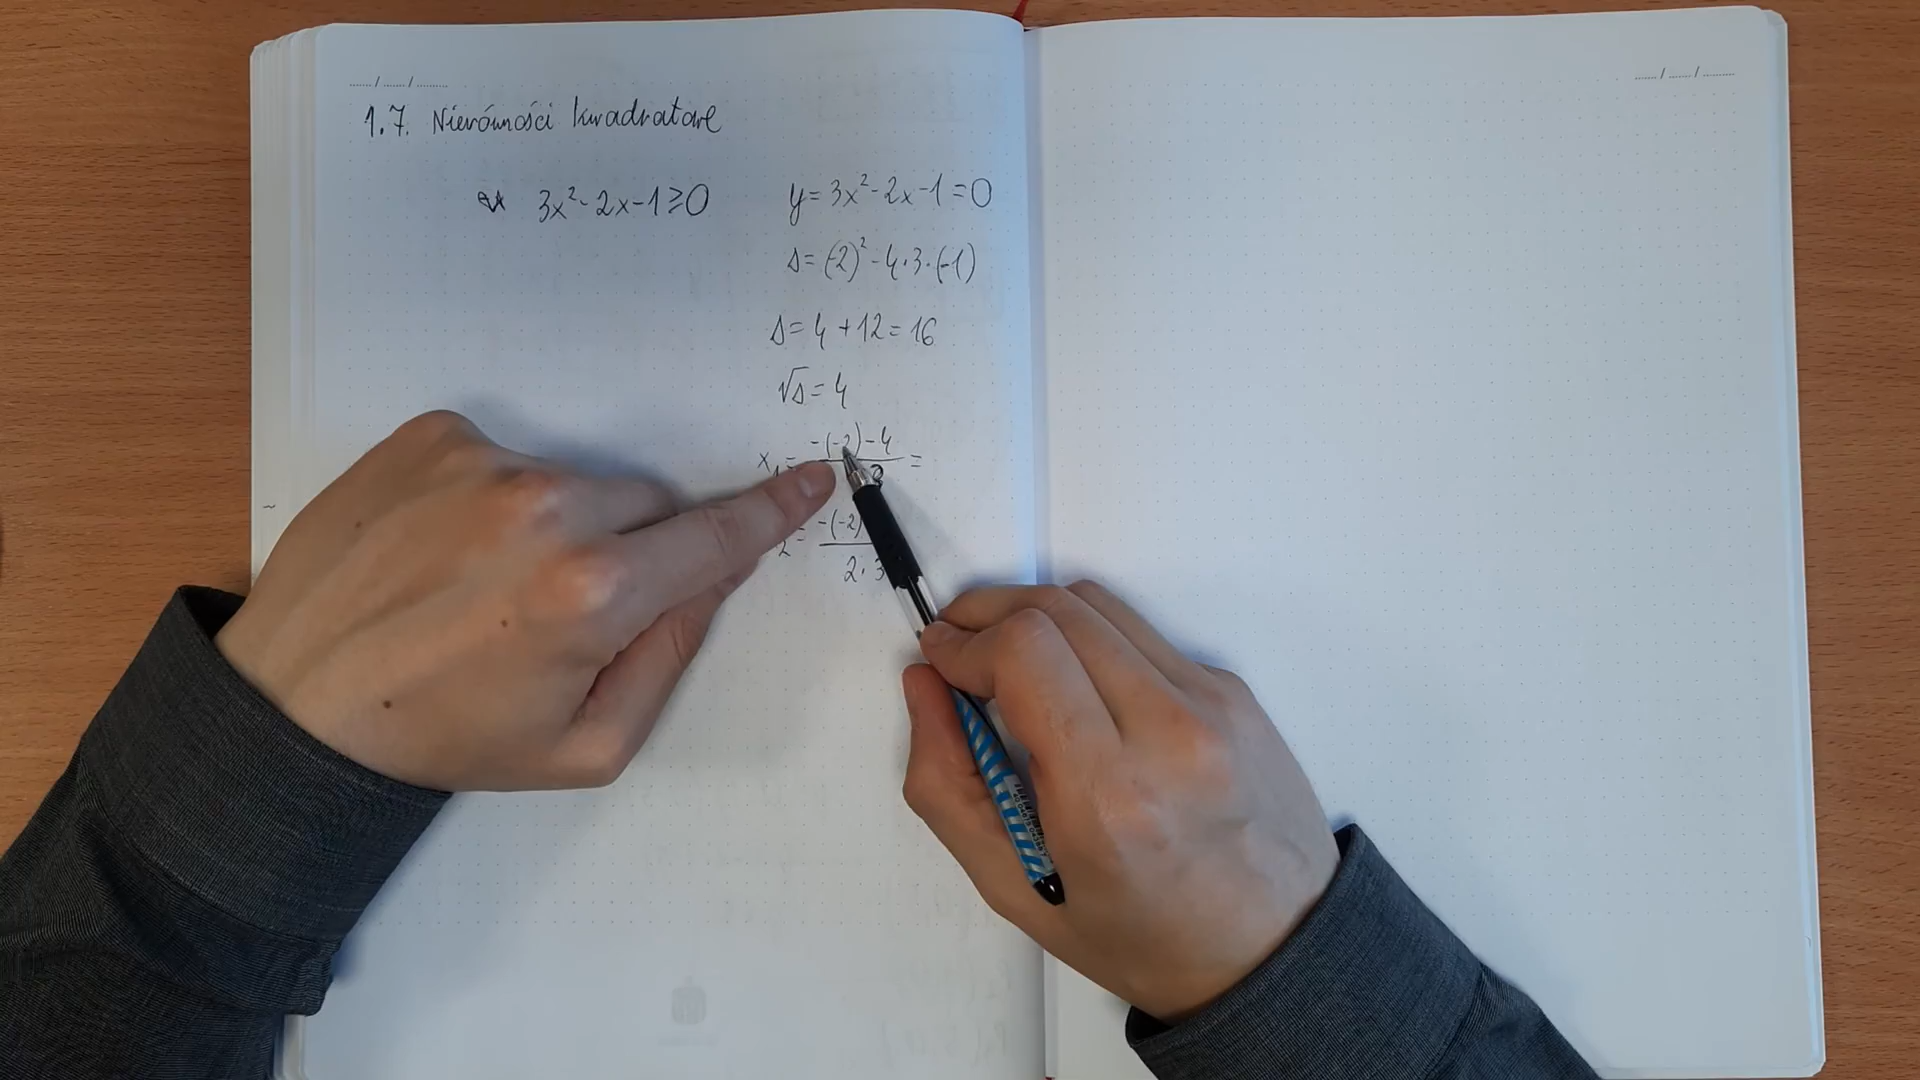 1.7. Nierówności kwadratowe
a) 3x²-2x-1≥0
y=3x²-2x-1=0
Δ=(-2)²-4·3·(-1)
Δ=4+12=16
√Δ=4
x₁= -(-2)-4 =
3
2 = -(-2)
2·3